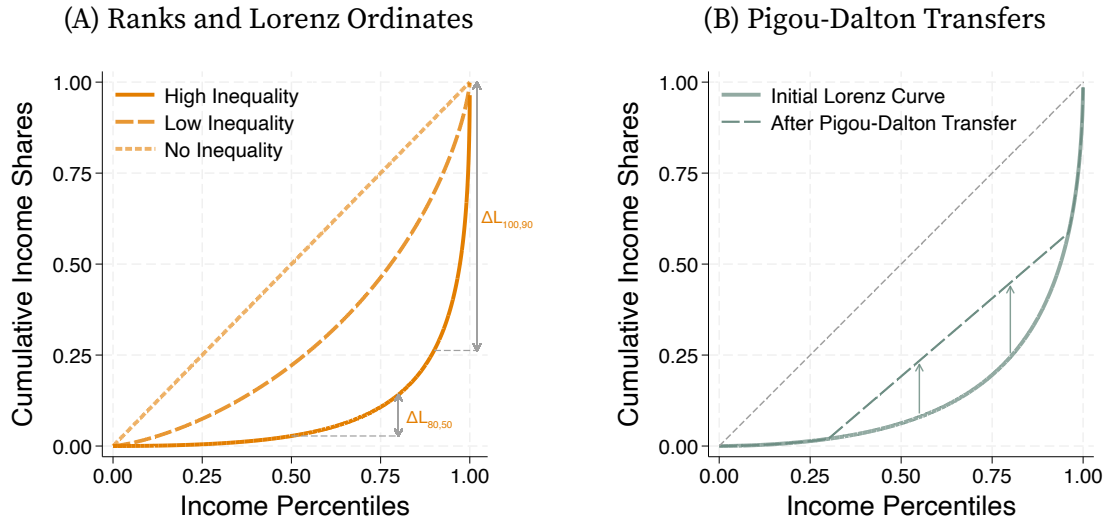 (A) Ranks and Lorenz Ordinates
Cumulative Income Shares
1.00
0.75
0.50
0.25
0.00
High Inequality
Low Inequality
No Inequality
ΔL100,90
ΔL80,50
0.00 0.25 0.50 0.75 1.00
Income Percentiles
(B) Pigou-Dalton Transfers
Cumulative Income Shares
1.00
0.75
0.50
0.25
0.00
Initial Lorenz Curve
After Pigou-Dalton Transfer
0.00 0.25 0.50 0.75 1.00
Income Percentiles